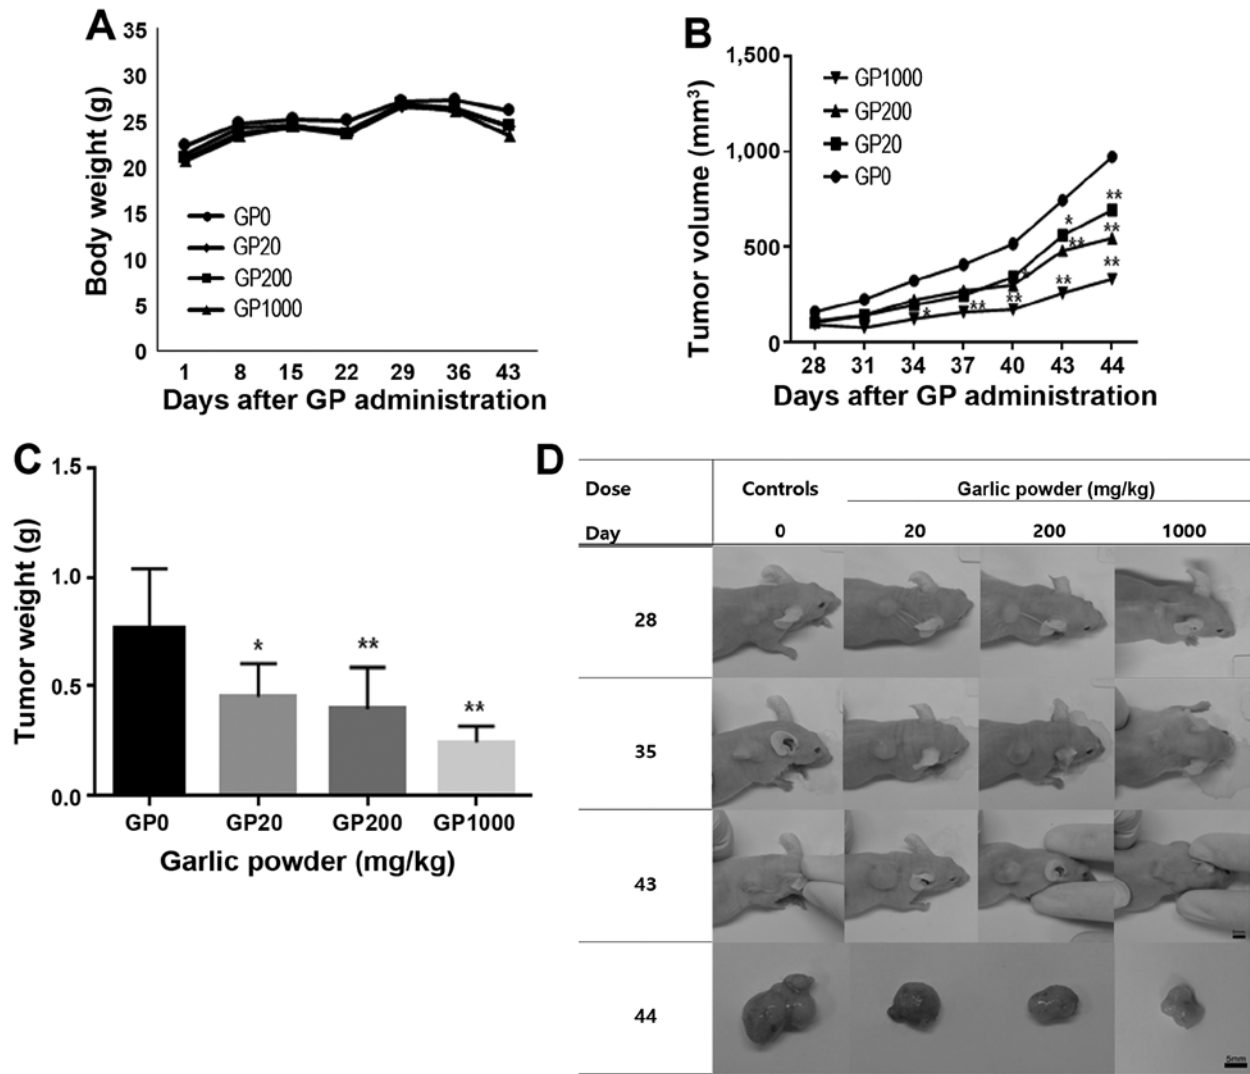 A
Body weight (g)
35
30
25
20
15
10
5
0
GP0
GP20
GP200
GP1000
1 8 15 22 29 36 43
Days after GP administration
B
Tumor volume (mm³)
1,500
1,000
500
0
GP1000
GP200
GP20
GP0
**
*
**
**
**
*
**
**
**
*
28 31 34 37 40 43 44
Days after GP administration
C
Tumor weight (g)
1.5
1.0
0.5
0.0
*
**
**
GP0 GP20 GP200 GP1000
Garlic powder (mg/kg)
D
Dose Controls Garlic powder (mg/kg)
Day 0 20 200 1000
28
35
43
44
5mm